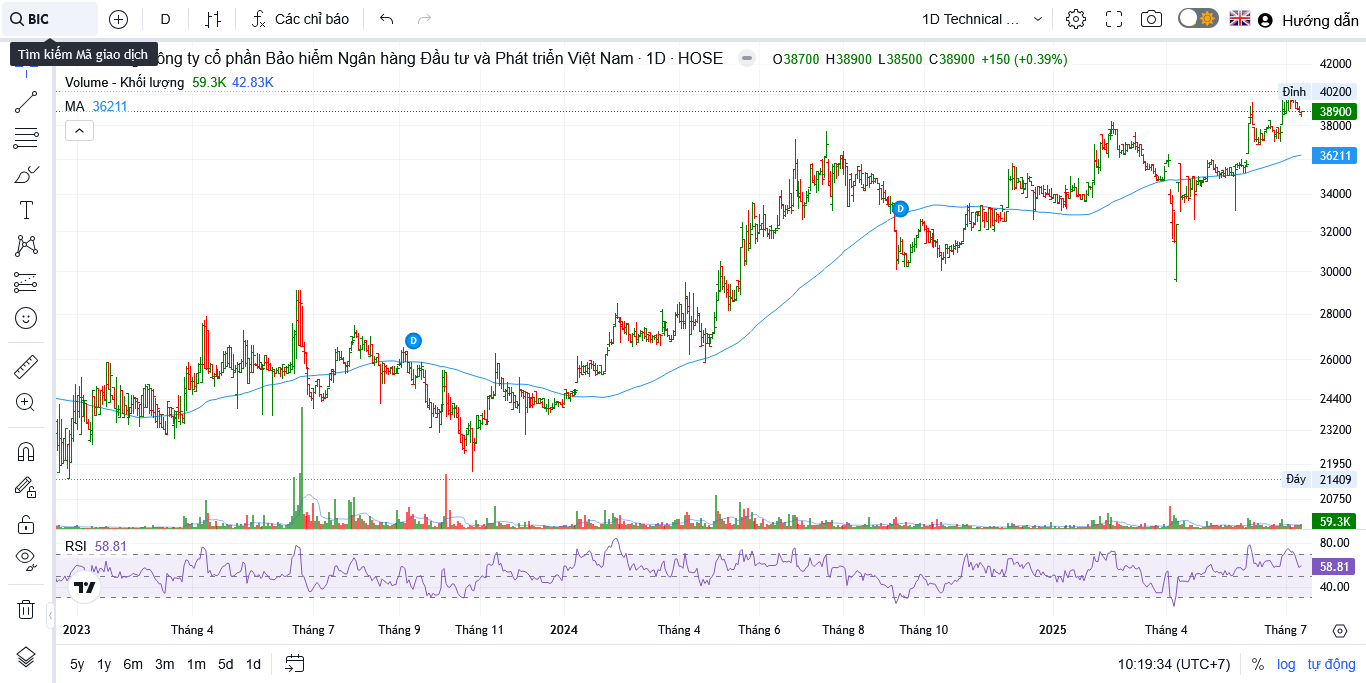 BIC D Các chỉ báo 1D Technical ... Hướng dẫn
Tìm kiếm Mã giao dịch
ông ty cổ phần Bảo hiểm Ngân hàng Đầu tư và Phát triển Việt Nam · 1D · HOSE O38700 H38900 L38500 C38900 +150 (+0.39%)
Volume - Khối lượng 59.3K 42.83K
MA 36211
42000
Đỉnh 40200
38900
38000
36211
34000
D
32000
30000
28000
D
26000
24400
23200
21950
Đáy 21409
20750
59.3K
RSI 58.81
80.00
58.81
40.00
2023 Tháng 4 Tháng 7 Tháng 9 Tháng 11 2024 Tháng 4 Tháng 6 Tháng 8 Tháng 10 2025 Tháng 4 Tháng 7
5y 1y 6m 3m 1m 5d 1d 10:19:34 (UTC+7) % log tự động